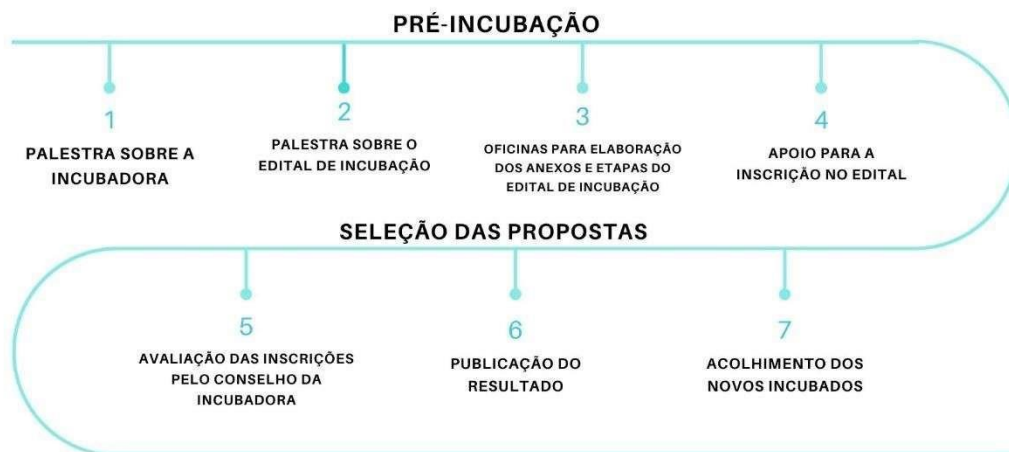 PRÉ-INCUBAÇÃO
1
PALESTRA SOBRE A
INCUBADORA
2
PALESTRA SOBRE O
EDITAL DE INCUBAÇÃO
3
OFICINAS PARA ELABORAÇÃO
DOS ANEXOS E ETAPAS DO
EDITAL DE INCUBAÇÃO
4
APOIO PARA A
INSCRIÇÃO NO EDITAL
SELEÇÃO DAS PROPOSTAS
5
AVALIAÇÃO DAS INSCRIÇÕES
PELO CONSELHO DA
INCUBADORA
6
PUBLICAÇÃO DO
RESULTADO
7
ACOLHIMENTO DOS
NOVOS INCUBADOS